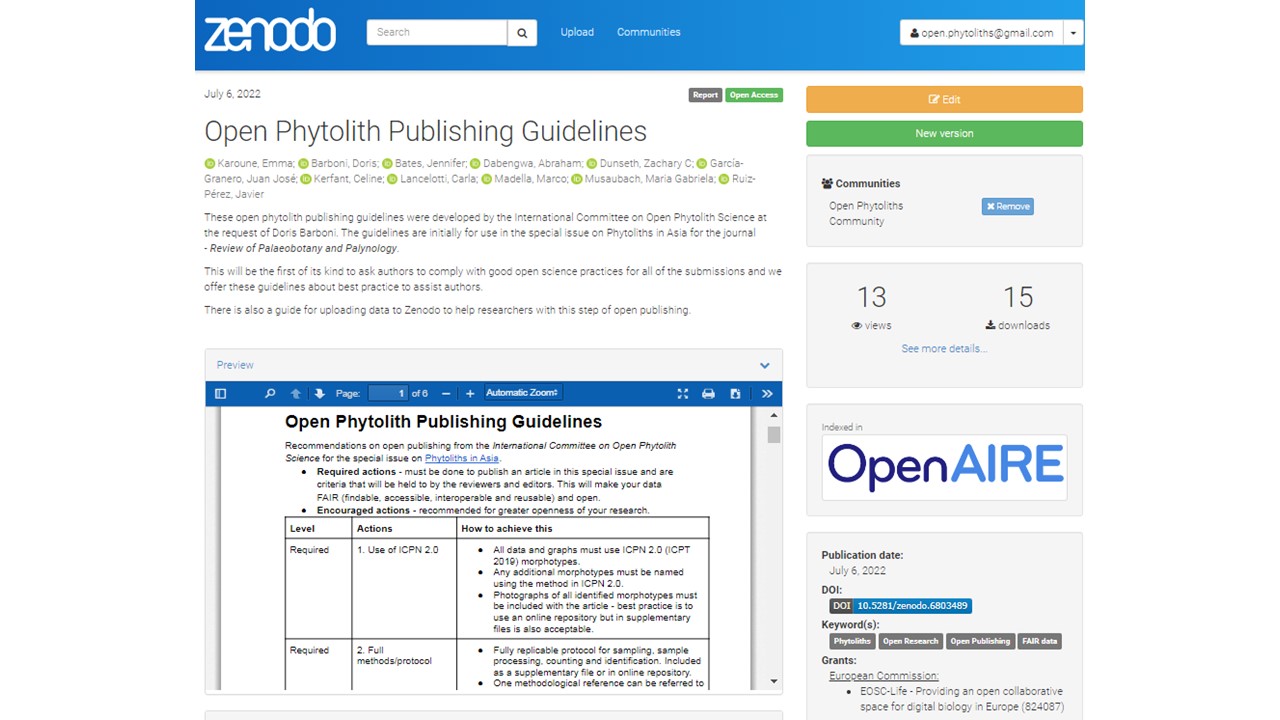 zenodo
Search
Upload
Communities
open.phytoliths@gmail.com
July 6, 2022
Report
Open Access
Open Phytolith Publishing Guidelines
Karoune, Emma; Barboni, Doris; Bates, Jennifer; Dabengwa, Abraham; Dunseth, Zachary C; García-
Granero, Juan José; Kerfant, Celine; Lancelotti, Carla; Madella, Marco; Musaubach, Maria Gabriela; Ruiz-
Pérez, Javier
These open phytolith publishing guidelines were developed by the International Committee on Open Phytolith Science at
the request of Doris Barboni. The guidelines are initially for use in the special issue on Phytoliths in Asia for the journal
- Review of Palaeobotany and Palynology.
This will be the first of its kind to ask authors to comply with good open science practices for all of the submissions and we
offer these guidelines about best practice to assist authors.
There is also a guide for uploading data to Zenodo to help researchers with this step of open publishing.
Preview
Page: 1 of 6
Automatic Zoom
Open Phytolith Publishing Guidelines
Recommendations on open publishing from the International Committee on Open Phytolith
Science for the special issue on Phytoliths in Asia.
• Required actions - must be done to publish an article in this special issue and are
criteria that will be held to by the reviewers and editors. This will make your data
FAIR (findable, accessible, interoperable and reusable) and open.
• Encouraged actions - recommended for greater openness of your research.
Level Actions How to achieve this
Required 1. Use of ICPN 2.0
• All data and graphs must use ICPN 2.0 (ICPT
2019) morphotypes.
• Any additional morphotypes must be named
using the method in ICPN 2.0.
• Photographs of all identified morphotypes must
be included with the article - best practice is to
use an online repository but in supplementary
files is also acceptable.
Required 2. Full
methods/protocol
• Fully replicable protocol for sampling, sample
processing, counting and identification. Included
as a supplementary file or in online repository.
• One methodological reference can be referred to
Edit
New version
Communities
Open Phytoliths
Community
Remove
13
views
15
downloads
See more details...
Indexed in
OpenAIRE
Publication date:
July 6, 2022
DOI:
DOI 10.5281/zenodo.6803489
Keyword(s):
Phytoliths Open Research Open Publishing FAIR data
Grants:
European Commission:
• EOSC-Life - Providing an open collaborative
space for digital biology in Europe (824087)